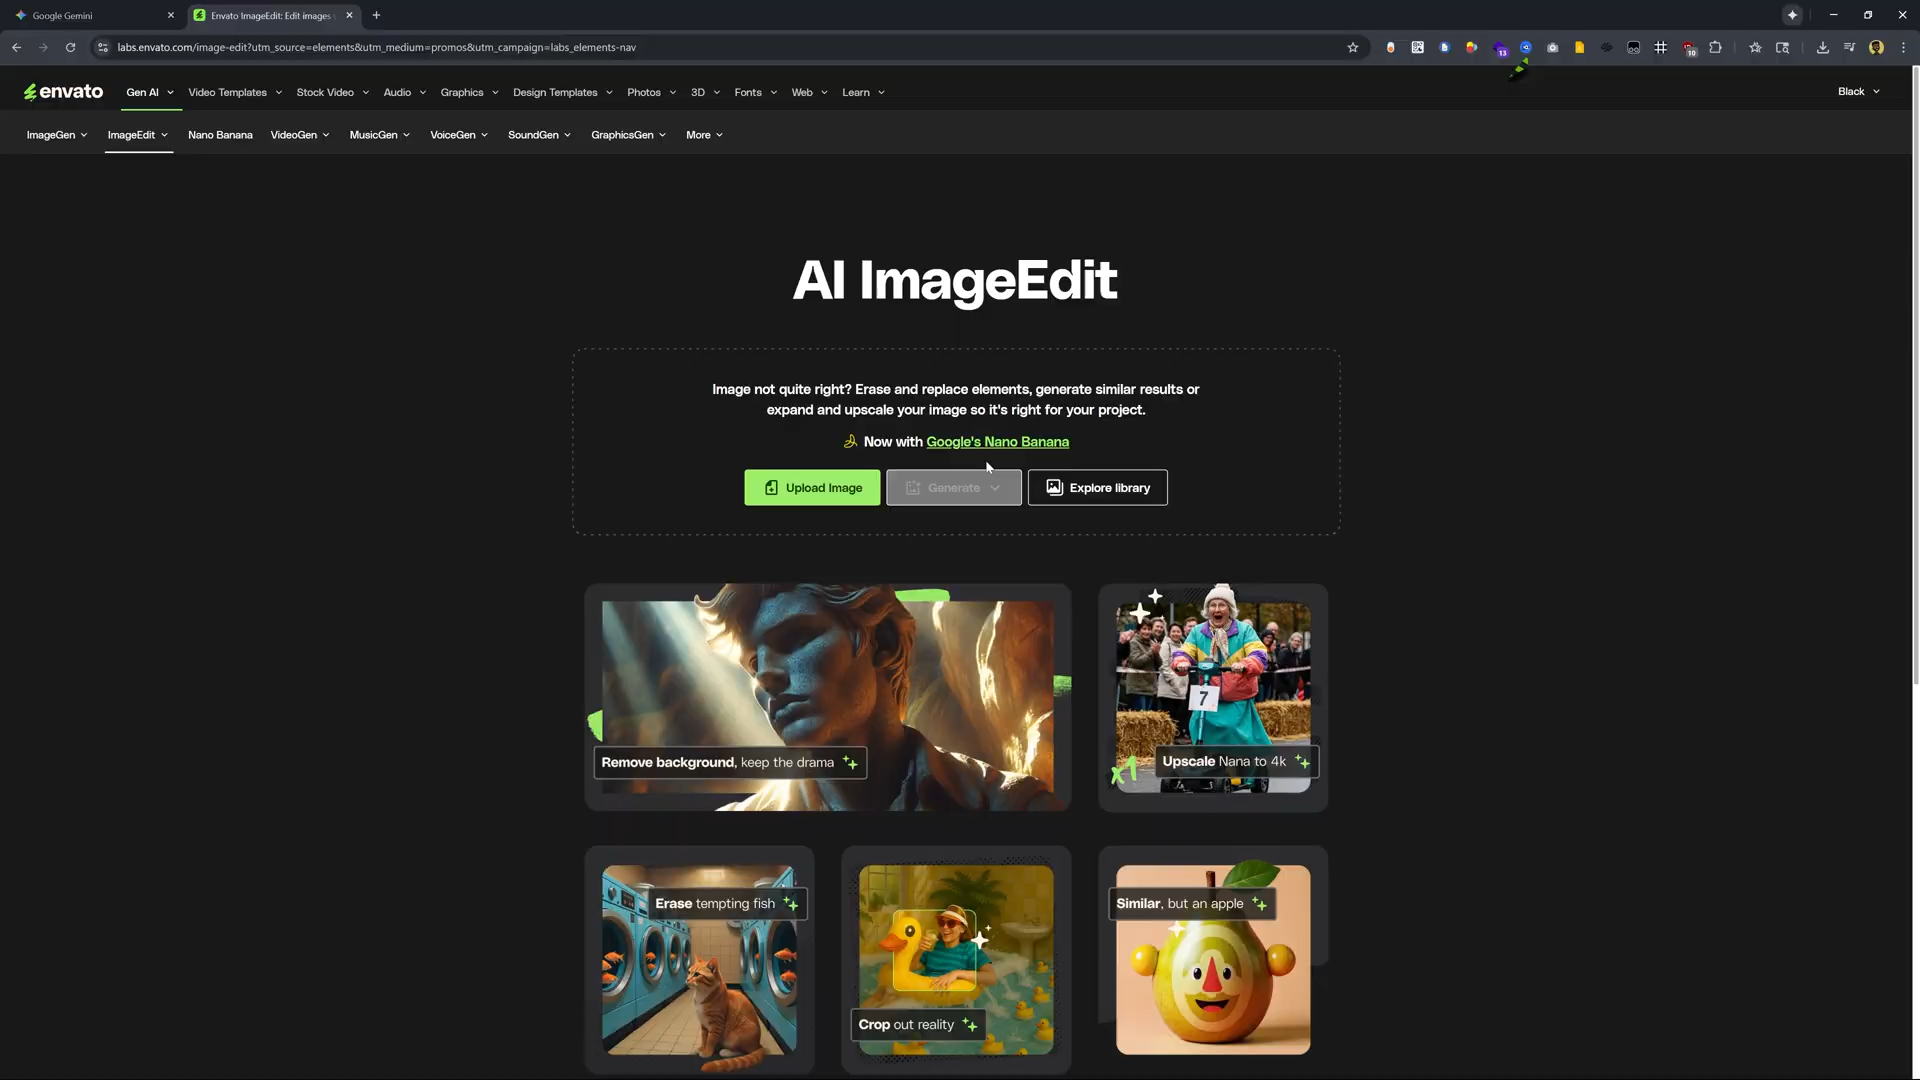 Google Gemini
Envato ImageEdit: Edit images
labs.envato.com/image-edit?utm_source=elements&utm_medium=promos&utm_campaign=labs_elements-nav
13
10
envato
Gen AI
Video Templates
Stock Video
Audio
Graphics
Design Templates
Photos
3D
Fonts
Web
Learn
Black
ImageGen
ImageEdit
Nano Banana
VideoGen
MusicGen
VoiceGen
SoundGen
GraphicsGen
More
AI ImageEdit
Image not quite right? Erase and replace elements, generate similar results or
expand and upscale your image so it's right for your project.
Now with Google's Nano Banana
Upload Image
Generate
Explore library
Remove background, keep the drama
7
x4
Upscale Nana to 4k
Erase tempting fish
Crop out reality
Similar, but an apple